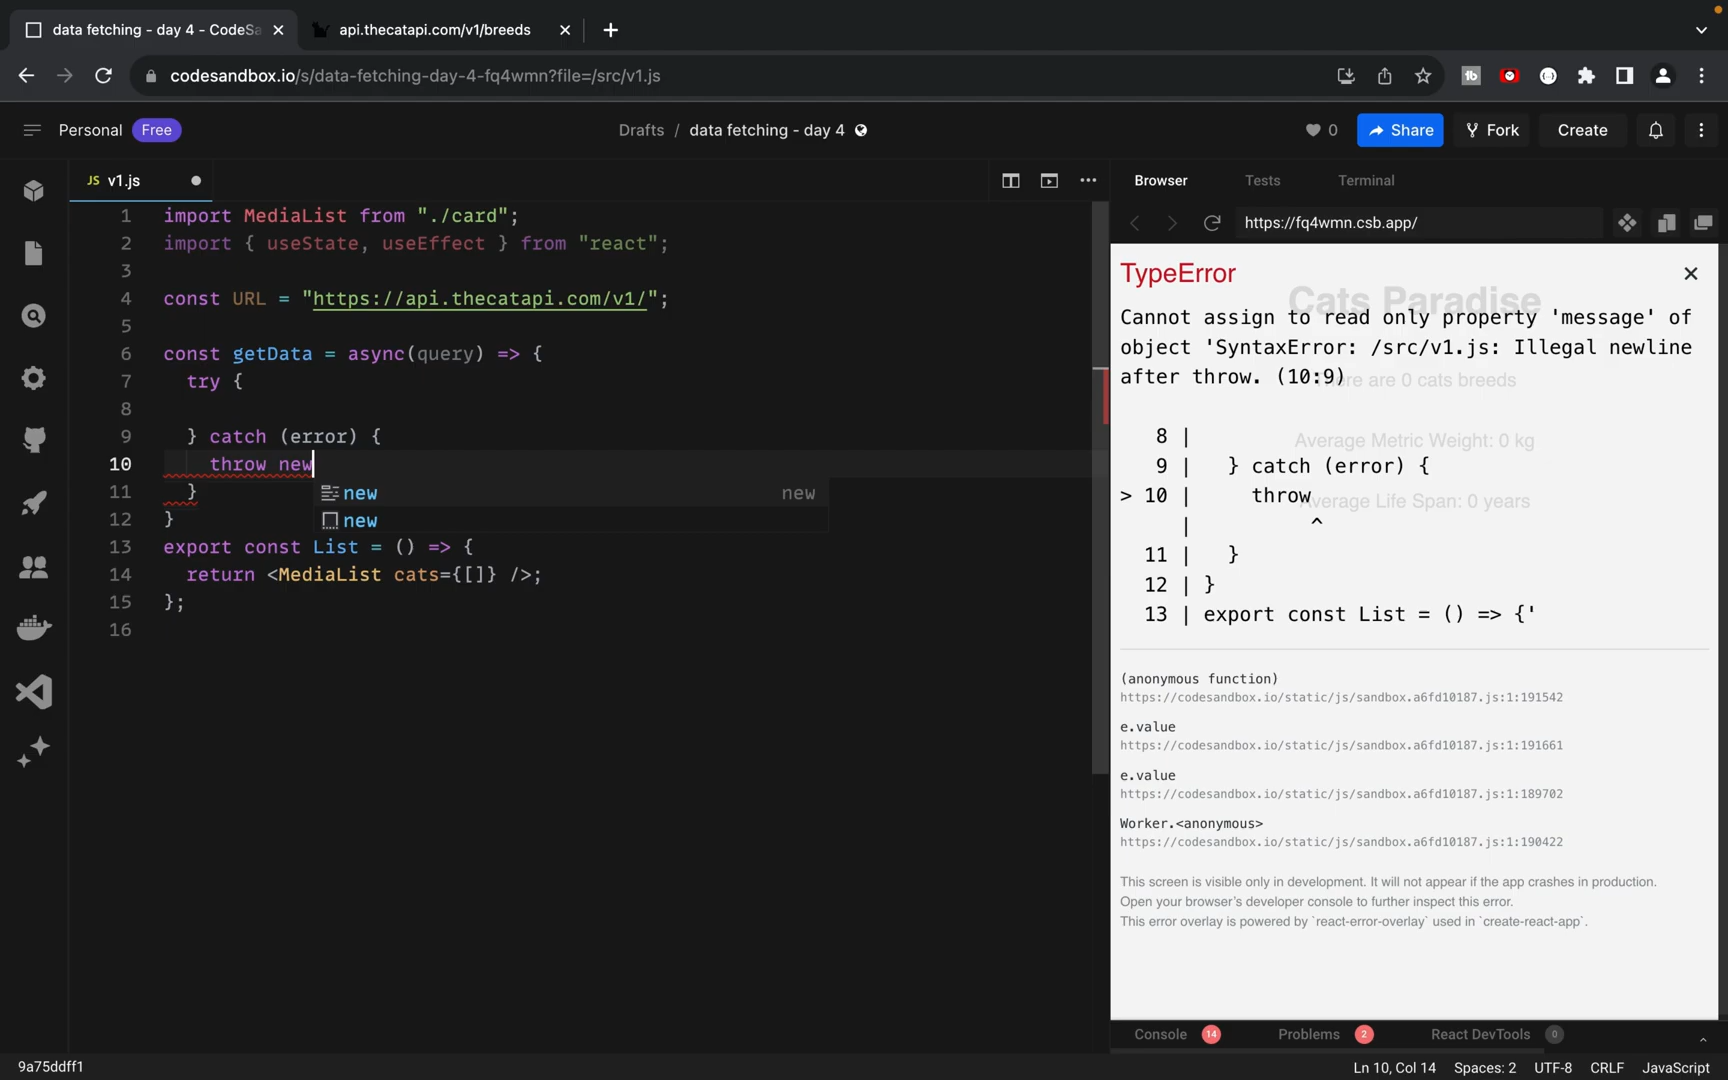 data fetching - day 4 - CodeSa
api.thecatapi.com/v1/breeds
codesandbox.io/s/data-fetching-day-4-fq4wmn?file=/src/v1.js
Personal Free
Drafts / data fetching - day 4
0
Share
Fork
Create
JS v1.js
1 import MediaList from "./card";
2 import { useState, useEffect } from "react";
3
4 const URL = "https://api.thecatapi.com/v1/";
5
6 const getData = async(query) => {
7 try {
8
9 } catch (error) {
10 throw new
11 }
12 }
13 export const List = () => {
14 return <MediaList cats={[]} />;
15 };
16
new new
new
Browser Tests Terminal
https://fq4wmn.csb.app/
TypeError
Cats Paradise
Cannot assign to read only property 'message' of
object 'SyntaxError: /src/v1.js: Illegal newline
after throw. (10:9)
There are 0 cats breeds
8 |
Average Metric Weight: 0 kg
9 | } catch (error) {
> 10 | throw
Average Life Span: 0 years
| ^
11 | }
12 | }
13 | export const List = () => {'
(anonymous function)
https://codesandbox.io/static/js/sandbox.a6fd10187.js:1:191542
e.value
https://codesandbox.io/static/js/sandbox.a6fd10187.js:1:191661
e.value
https://codesandbox.io/static/js/sandbox.a6fd10187.js:1:189702
Worker.<anonymous>
https://codesandbox.io/static/js/sandbox.a6fd10187.js:1:190422
This screen is visible only in development. It will not appear if the app crashes in production.
Open your browser’s developer console to further inspect this error.
This error overlay is powered by `react-error-overlay` used in `create-react-app`.
Console 14 Problems 2 React DevTools 0
9a75ddff1
Ln 10, Col 14 Spaces: 2 UTF-8 CRLF JavaScript